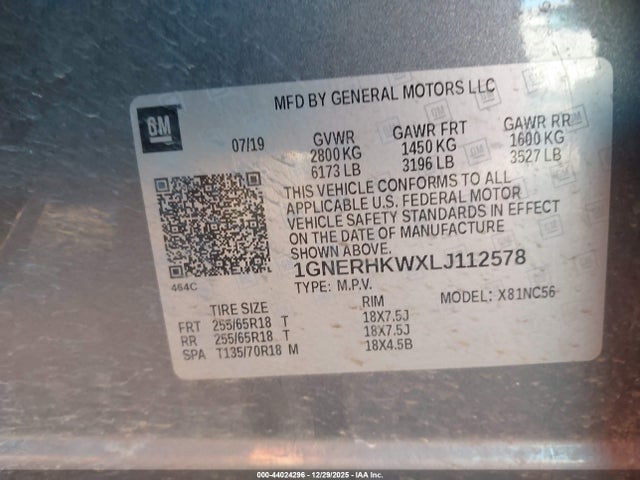 GM
MFD BY GENERAL MOTORS LLC
07/19 GVWR GAWR FRT GAWR RR
2800 KG 1450 KG 1600 KG
6173 LB 3196 LB 3527 LB
THIS VEHICLE CONFORMS TO ALL
APPLICABLE U.S. FEDERAL MOTOR
VEHICLE SAFETY STANDARDS IN EFFECT
ON THE DATE OF MANUFACTURE
SHOWN ABOVE.
464C
1GNERHKWXLJ112578
TYPE: M.P.V. MODEL: X81NC56
TIRE SIZE RIM
FRT 255/65R18 T 18X7.5J
RR 255/65R18 T 18X7.5J
SPA T135/70R18 M 18X4.5B
000-44024296 - 12/29/2025 - IAA Inc.